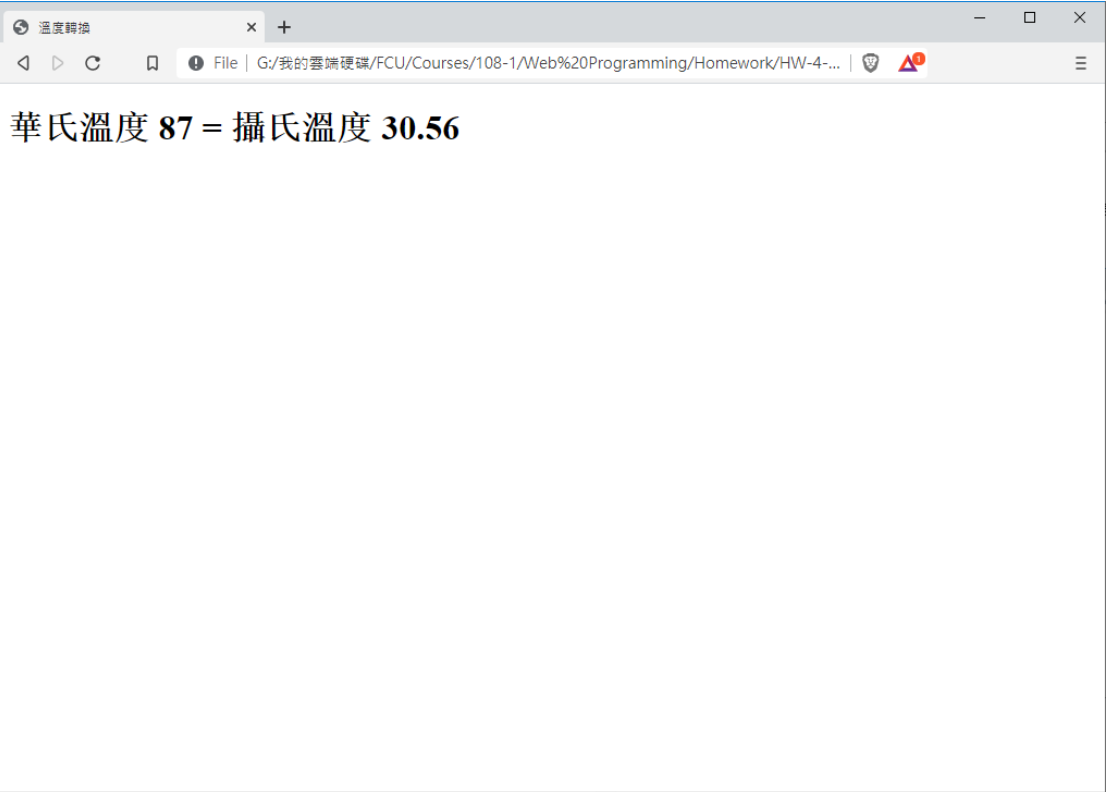 溫度轉換
File G:/我的雲端硬碟/FCU/Courses/108-1/Web%20Programming/Homework/HW-4-... 1
華氏溫度 87 = 攝氏溫度 30.56